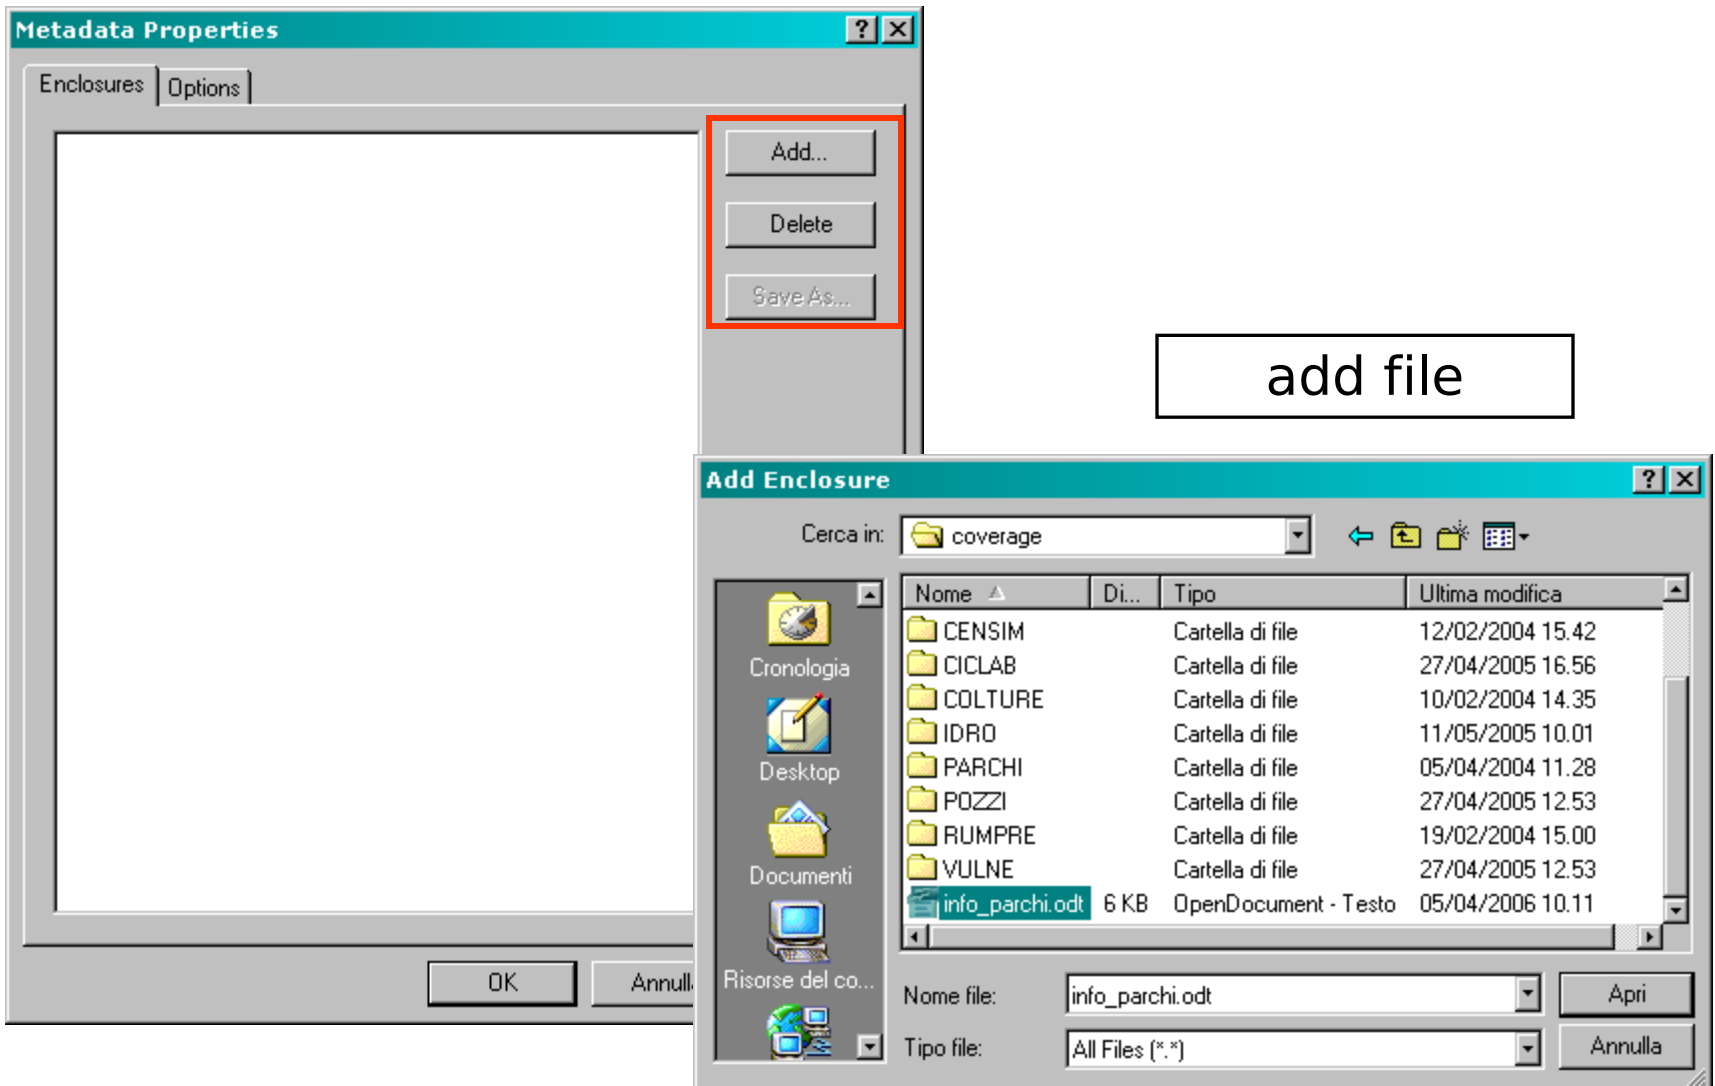 Metadata Properties
Enclosures Options
Add...
Delete
Save As...
add file
OK Annull
Add Enclosure
Cerca in: coverage
Nome Di... Tipo Ultima modifica
CENSIM Cartella di file 12/02/2004 15.42
CICLAB Cartella di file 27/04/2005 16.56
COLTURE Cartella di file 10/02/2004 14.35
IDRO Cartella di file 11/05/2005 10.01
PARCHI Cartella di file 05/04/2004 11.28
POZZI Cartella di file 27/04/2005 12.53
RUMPRE Cartella di file 19/02/2004 15.00
VULNE Cartella di file 27/04/2005 12.53
info_parchi.odt 6 KB OpenDocument - Testo 05/04/2006 10.11
Cronologia
Desktop
Documenti
Risorse del co...
Nome file: info_parchi.odt Apri
Tipo file: All Files (*.*) Annulla